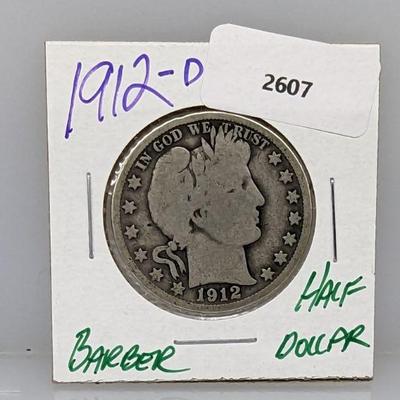 1912-D
2607
IN GOD WE TRUST
1912
HALF
BARBER
DOLLAR